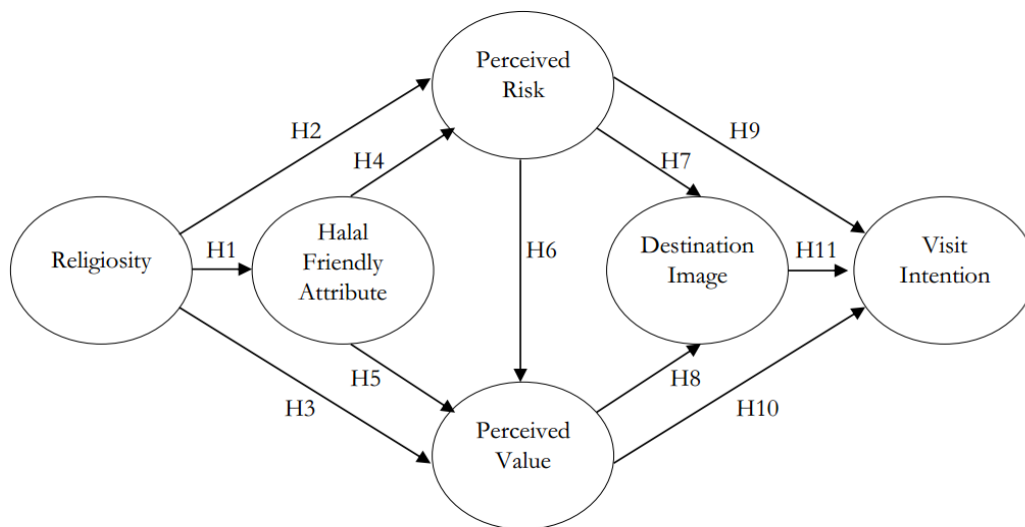 Perceived
Risk
H2
H9
H4
H7
Religiosity
H1
Halal
Friendly
Attribute
H6
Destination
Image
H11
Visit
Intention
H5
H8
H3
H10
Perceived
Value